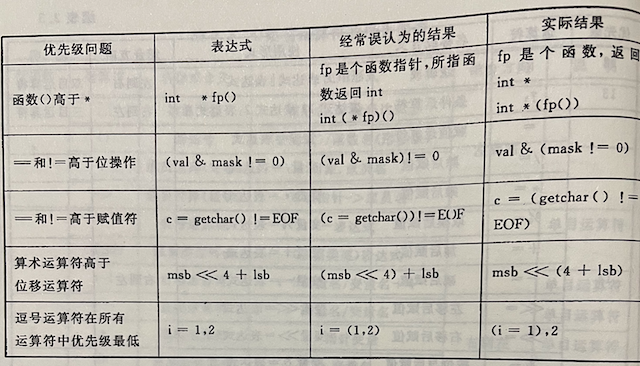 优先级问题
表达式
经常误认为的结果
实际结果
函数()高于*
int *fp()
fp是个函数指针,所指函
数返回int
int (*fp)()
fp 是 个 函 数, 返 回
int *
int *(fp())
==和!=高于位操作
(val & mask != 0)
(val & mask)!= 0
val & (mask != 0)
==和!=高于赋值符
c = getchar() !=EOF
(c = getchar())!=EOF
c = (getchar() !=
EOF)
算术运算符高于
位移运算符
msb << 4 + lsb
(msb << 4) + lsb
msb << (4 + lsb)
逗号运算符在所有
运算符中优先级最低
i = 1,2
i = (1,2)
(i = 1),2